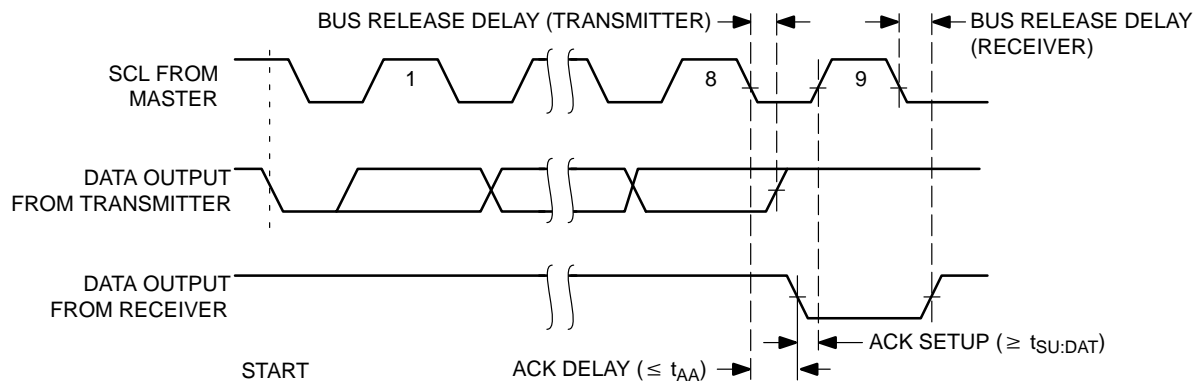 BUS RELEASE DELAY (TRANSMITTER)
BUS RELEASE DELAY
(RECEIVER)
SCL FROM
MASTER
1
8
9
DATA OUTPUT
FROM TRANSMITTER
DATA OUTPUT
FROM RECEIVER
ACK SETUP (≥ tSU:DAT)
START
ACK DELAY (≤ tAA)